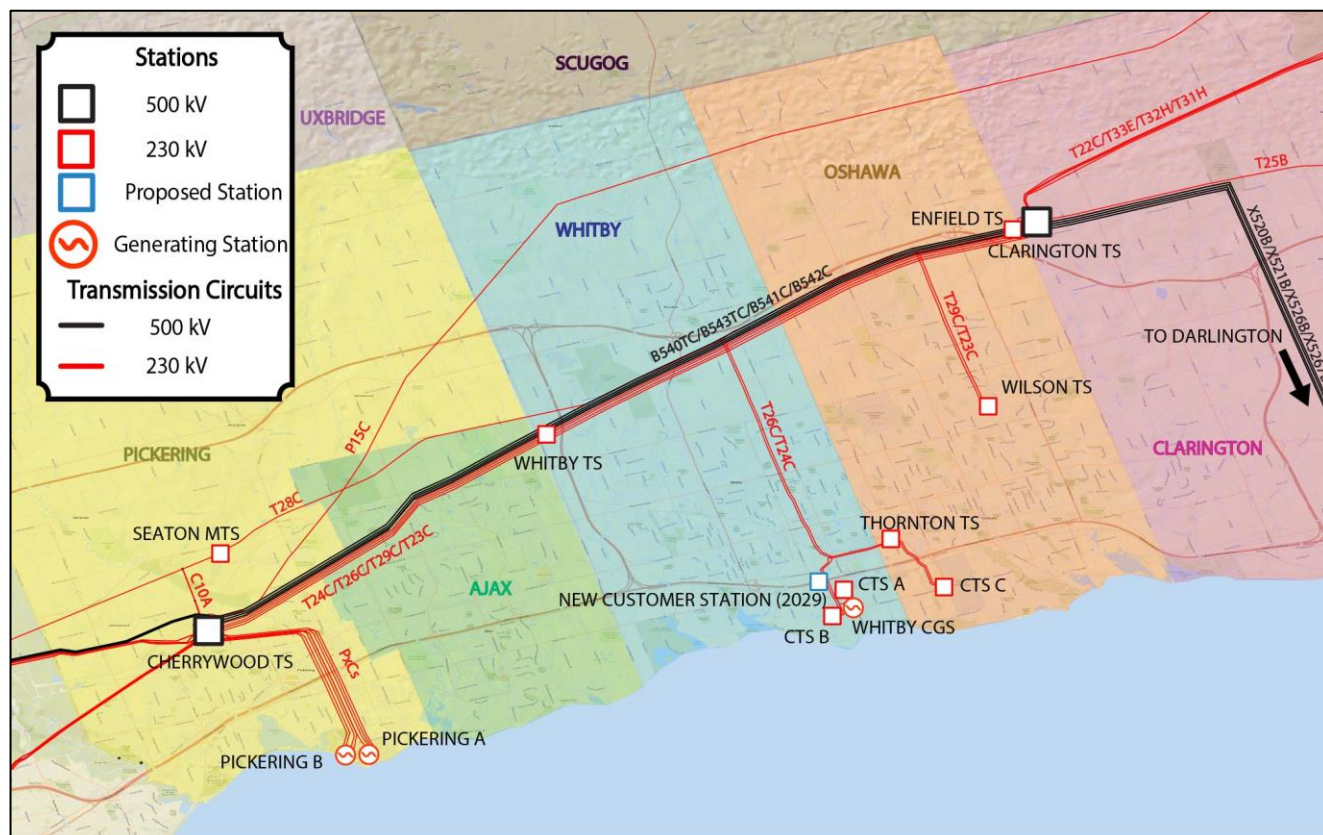 Stations
500 kV
230 kV
Proposed Station
Generating Station
Transmission Circuits
500 kV
230 kV
SCUGOG
UXBRIDGE
WHITBY
OSHAWA
T22C/T33E/T32H/T31H
T25B
ENFIELD TS
CLARINGTON TS
X520B/X521B/X526B/X526
B540TC/B543TC/B541C/B542C
T29C/T23C
TO DARLINGTON
WILSON TS
P15C
PICKERING
WHITBY TS
T26C/T24C
CLARINGTON
T28C
SEATON MTS
THORNTON TS
C10A
T24C/T26C/T29C/T23C
AJAX
NEW CUSTOMER STATION (2029)
CTS A
CTS C
WHITBY CGS
CTS B
CHERRYWOOD TS
PxCs
PICKERING A
PICKERING B